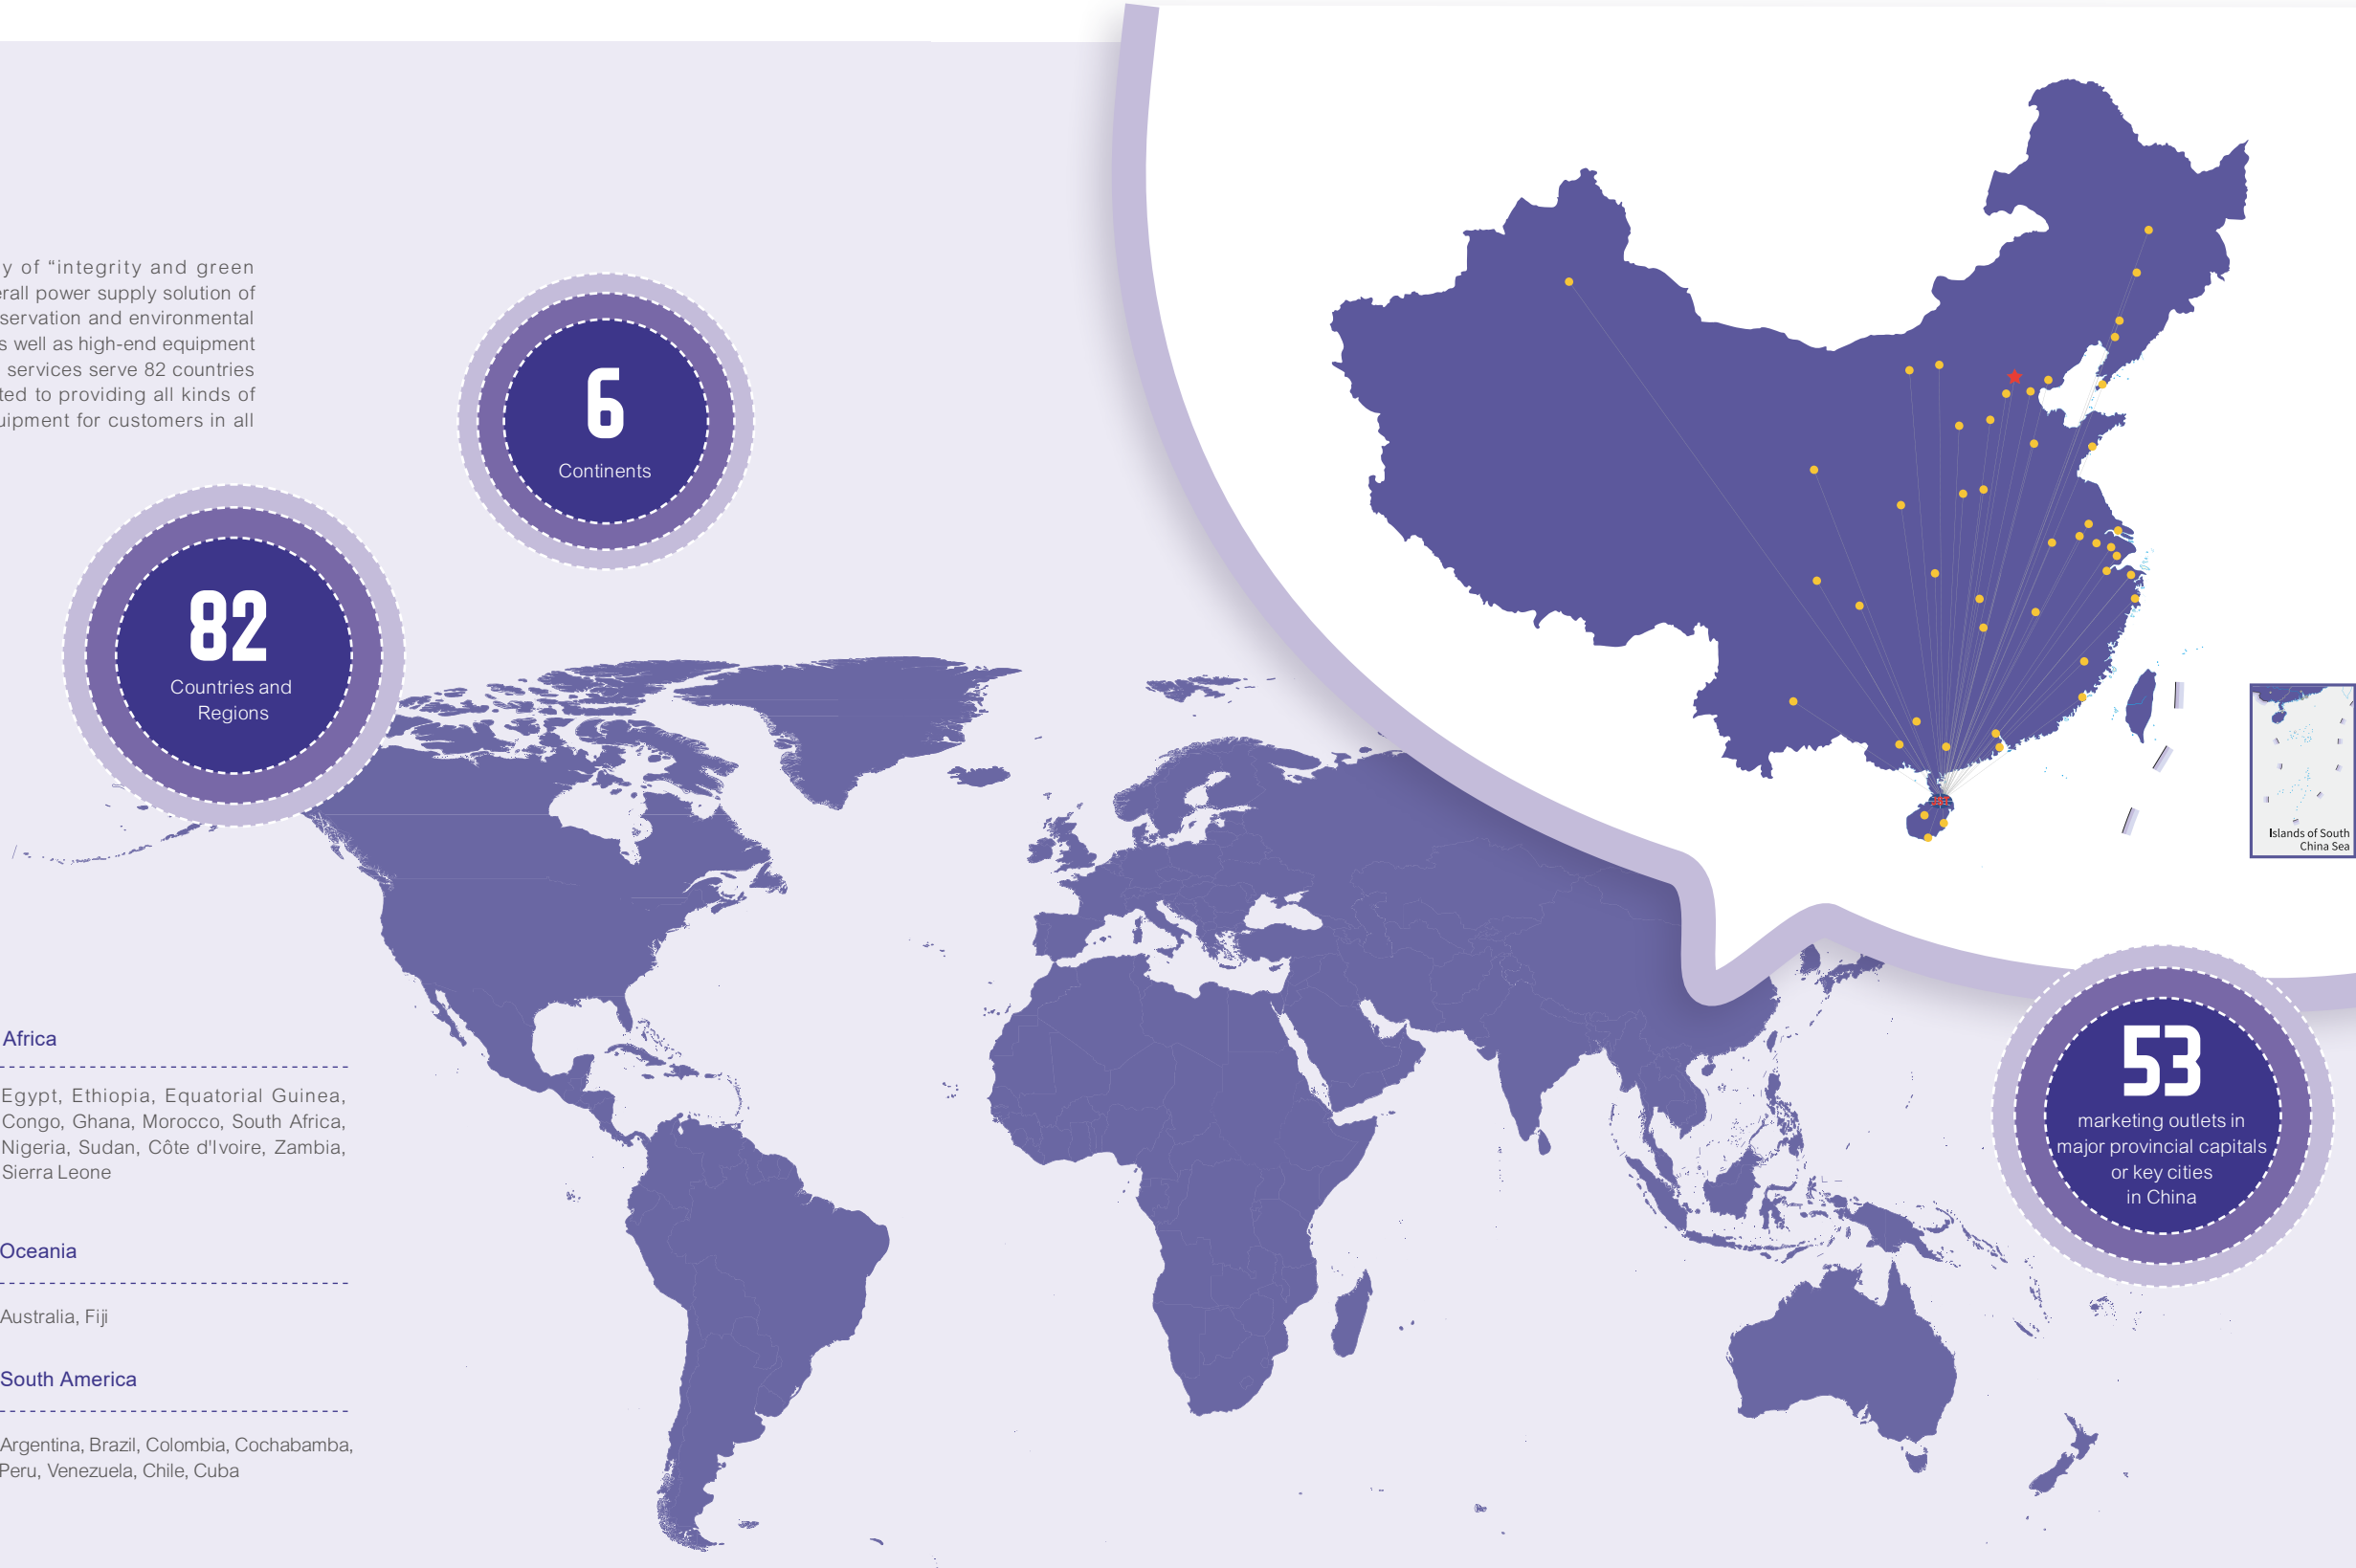 y of “integrity and green
erall power supply solution of
servation and environmental
s well as high-end equipment
services serve 82 countries
ted to providing all kinds of
uipment for customers in all
6
Continents
82
Countries and
Regions
Islands of South
China Sea
53
marketing outlets in
major provincial capitals
or key cities
in China
Africa
Egypt, Ethiopia, Equatorial Guinea,
Congo, Ghana, Morocco, South Africa,
Nigeria, Sudan, Côte d'Ivoire, Zambia,
Sierra Leone
Oceania
Australia, Fiji
South America
Argentina, Brazil, Colombia, Cochabamba,
Peru, Venezuela, Chile, Cuba